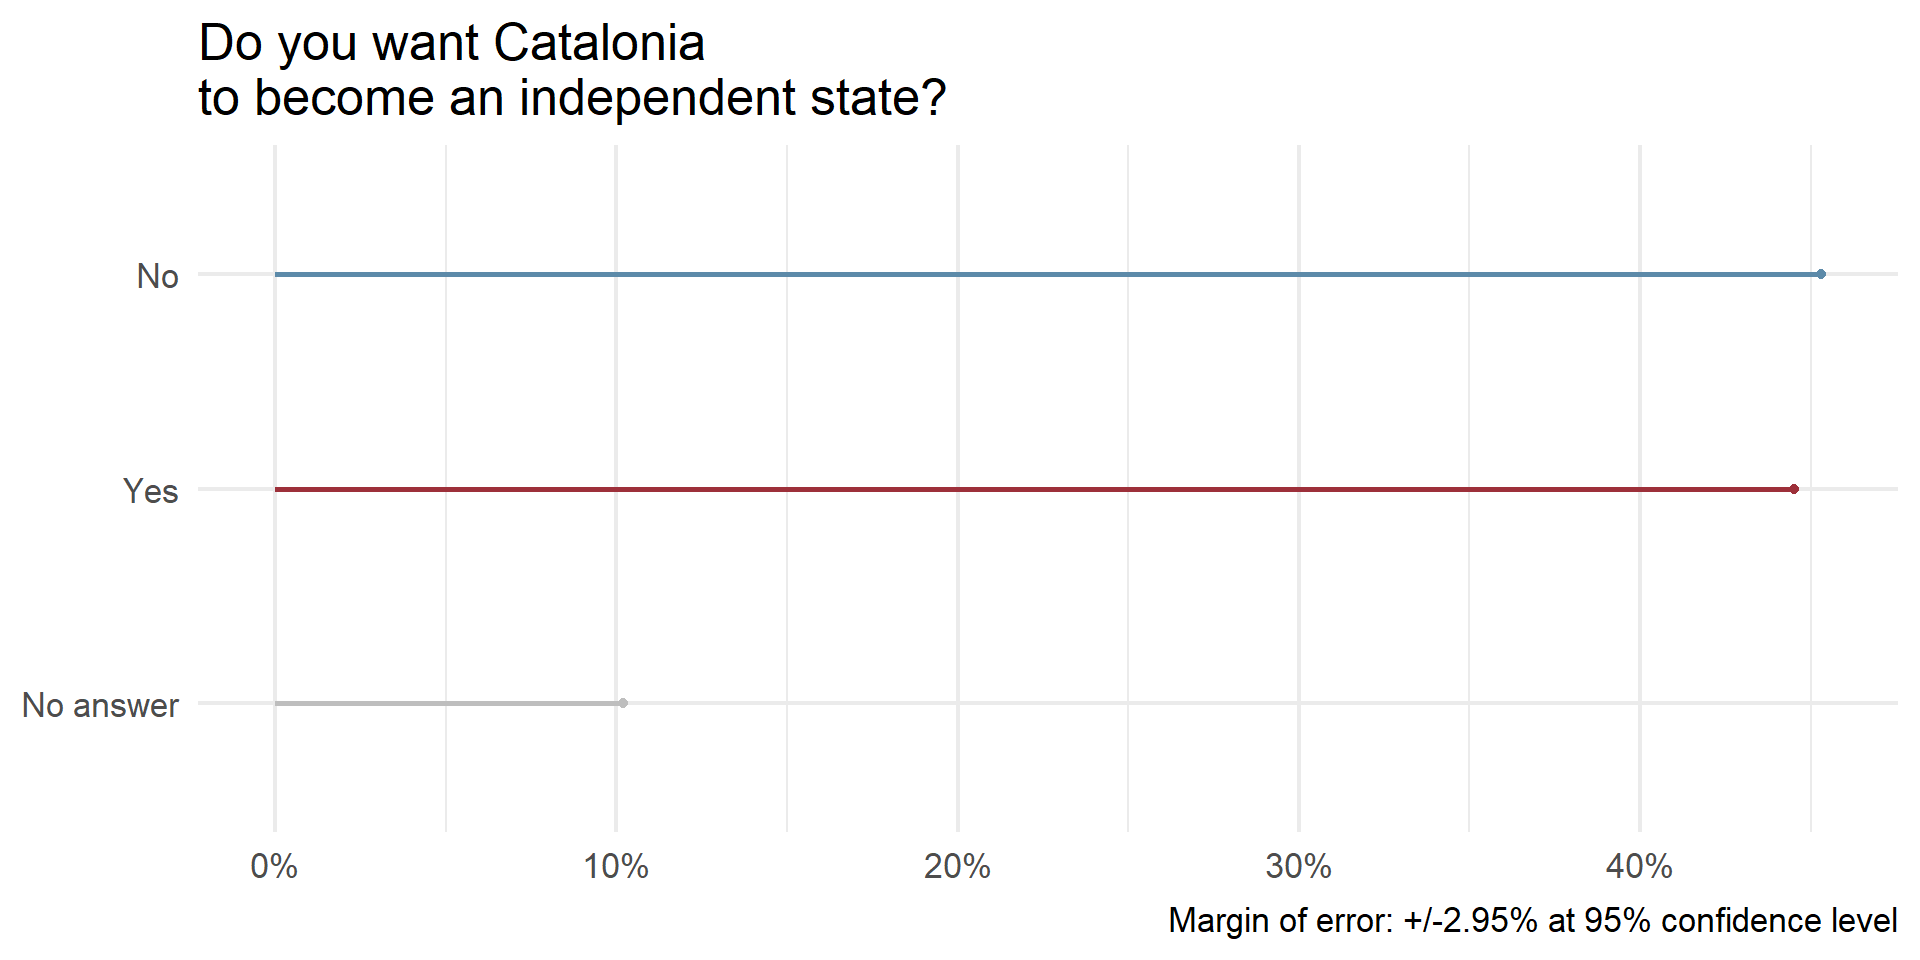 Do you want Catalonia
to become an independent state?
No
Yes
No answer
0% 10% 20% 30% 40%
Margin of error: +/-2.95% at 95% confidence level